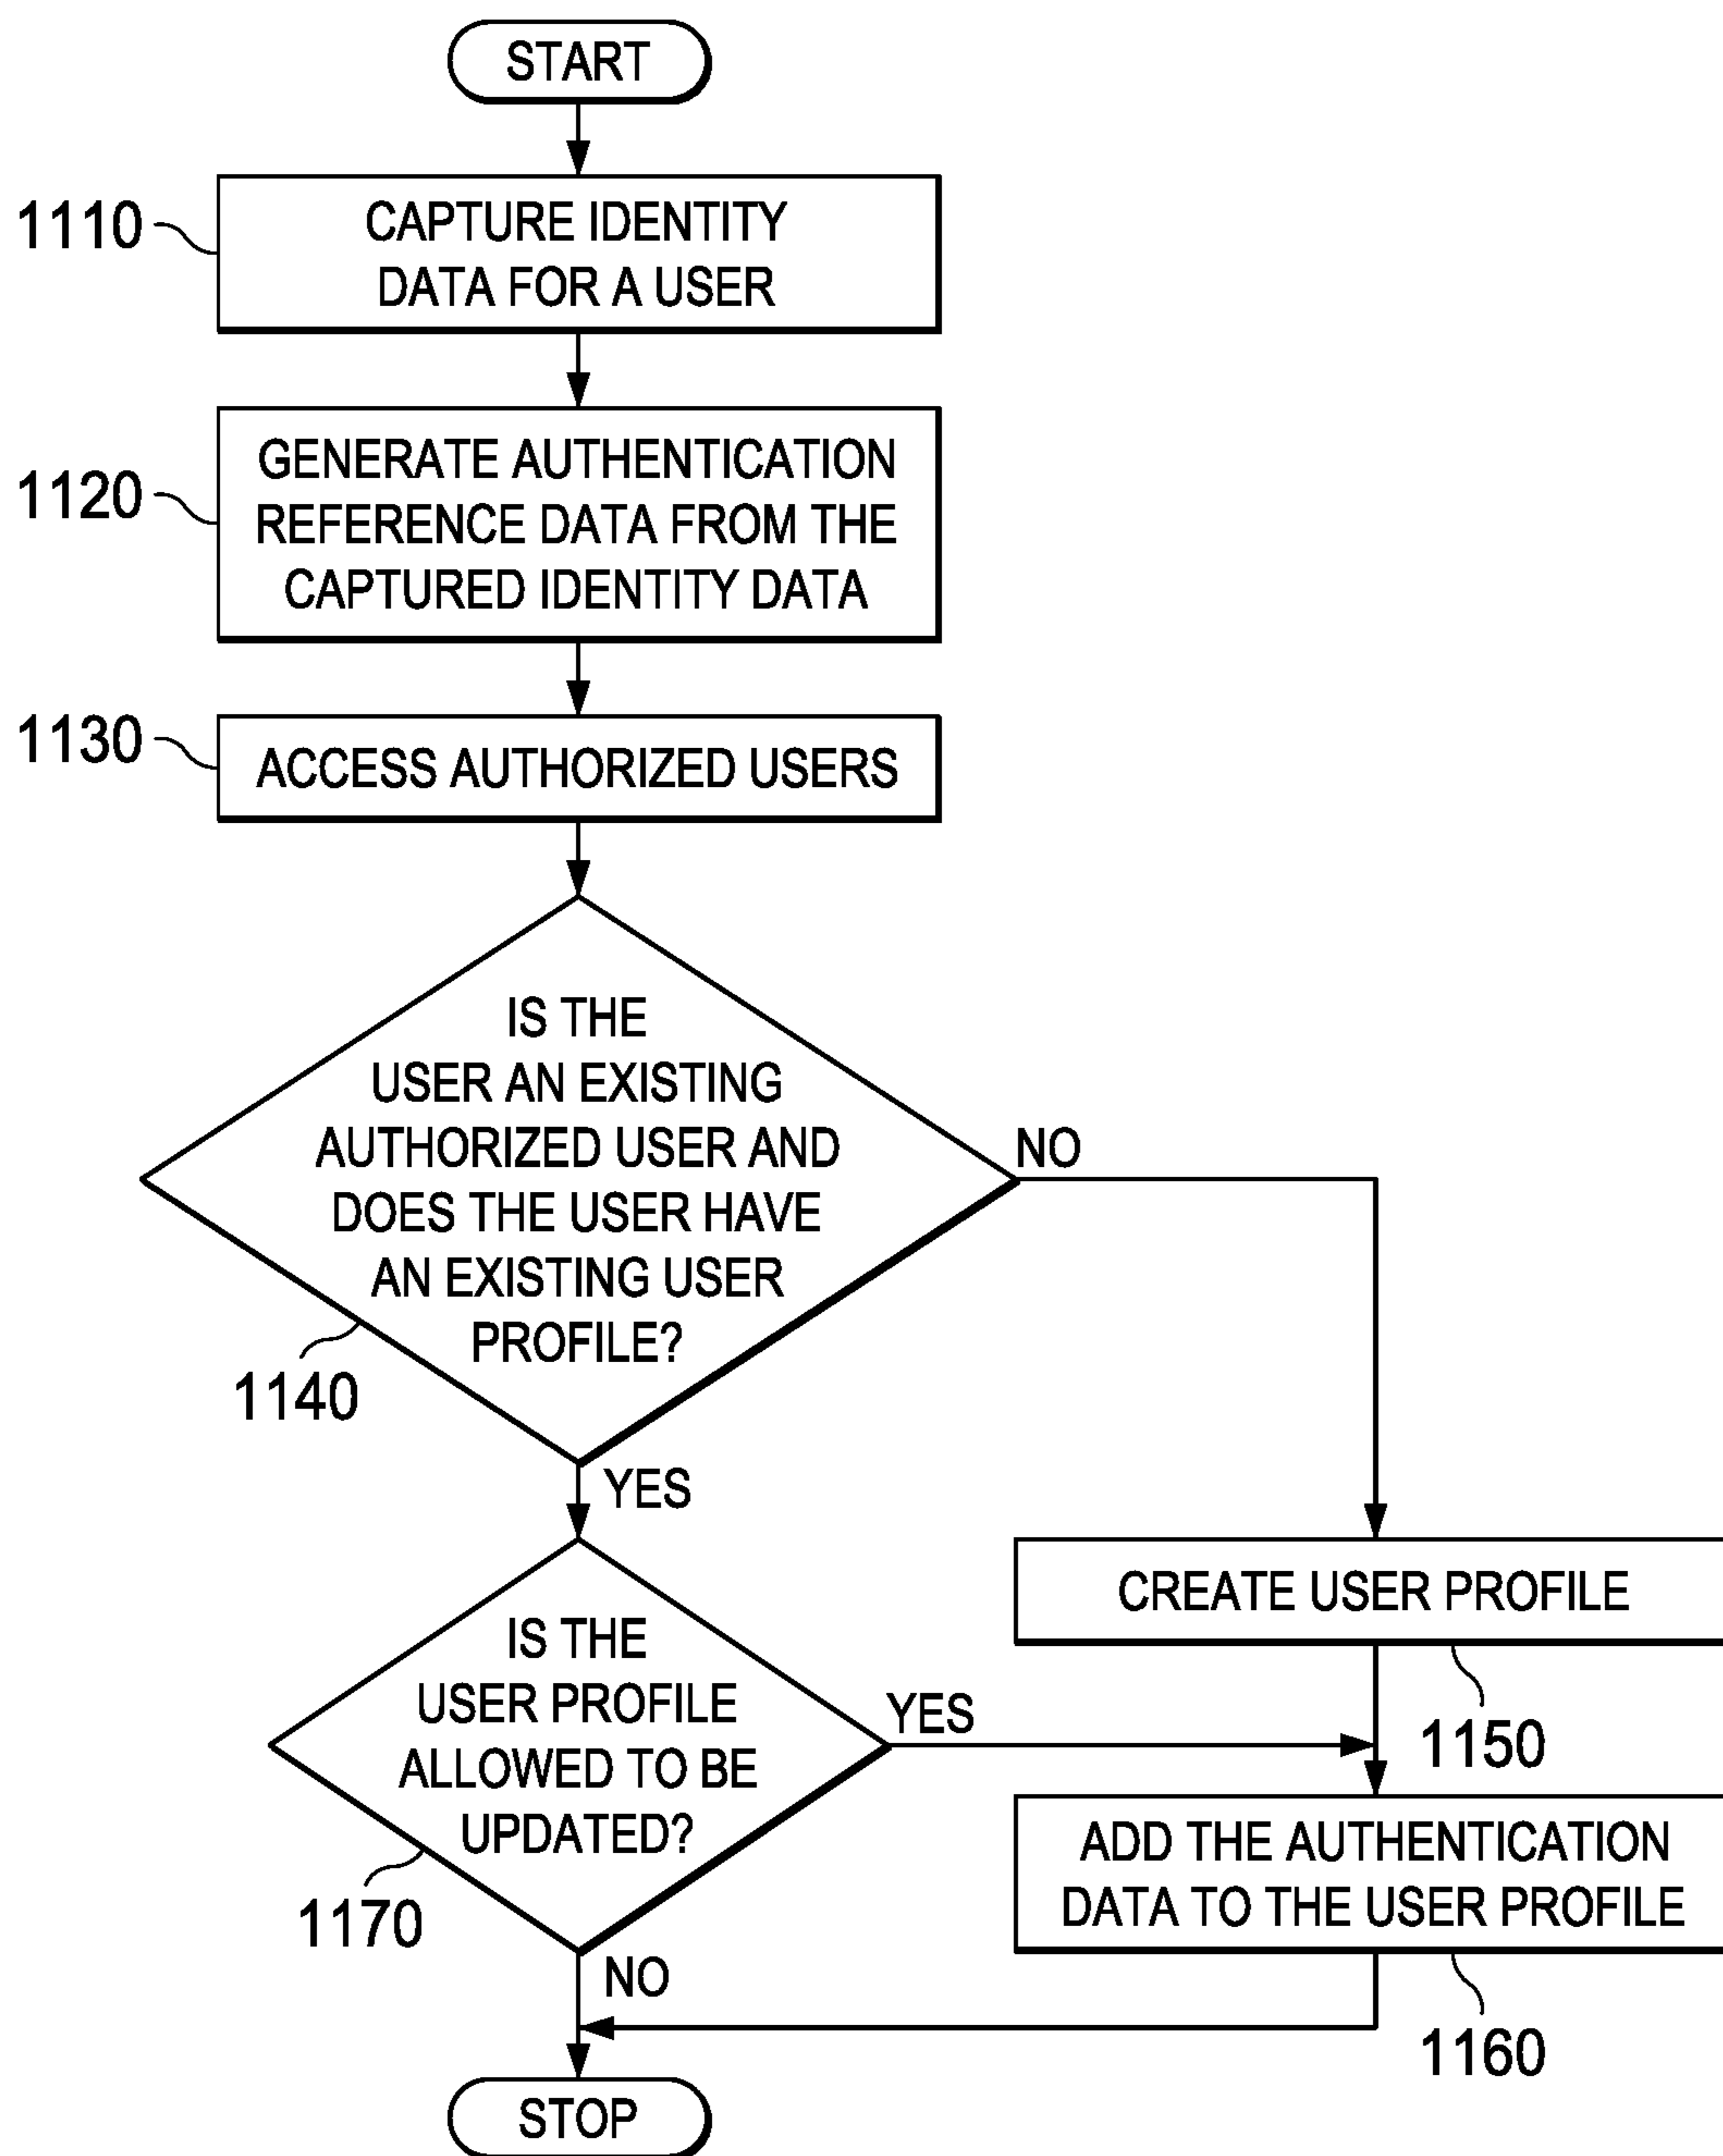 START
1110
CAPTURE IDENTITY
DATA FOR A USER
1120
GENERATE AUTHENTICATION
REFERENCE DATA FROM THE
CAPTURED IDENTITY DATA
1130
ACCESS AUTHORIZED USERS
IS THE
USER AN EXISTING
AUTHORIZED USER AND
DOES THE USER HAVE
AN EXISTING USER
PROFILE?
NO
1140
YES
CREATE USER PROFILE
1150
IS THE
USER PROFILE
ALLOWED TO BE
UPDATED?
YES
1170
ADD THE AUTHENTICATION
DATA TO THE USER PROFILE
1160
NO
STOP